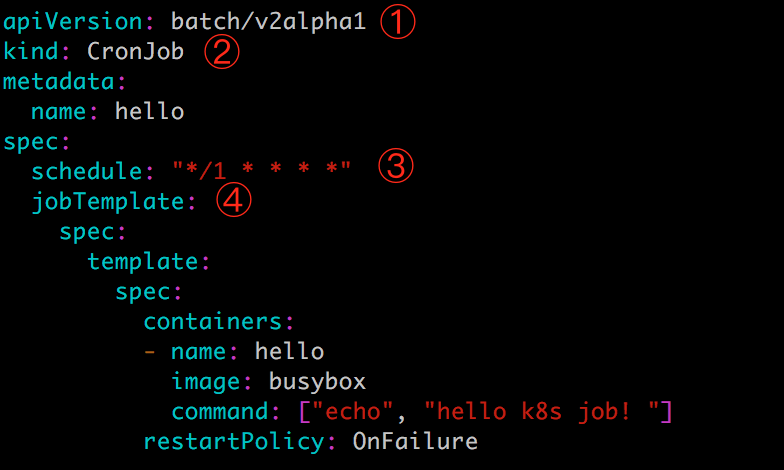 apiVersion: batch/v2alpha1 ①
kind: CronJob ②
metadata:
  name: hello
spec:
  schedule: "*/1 * * * *" ③
  jobTemplate: ④
    spec:
      template:
        spec:
          containers:
          - name: hello
            image: busybox
            command: ["echo", "hello k8s job! "]
          restartPolicy: OnFailure